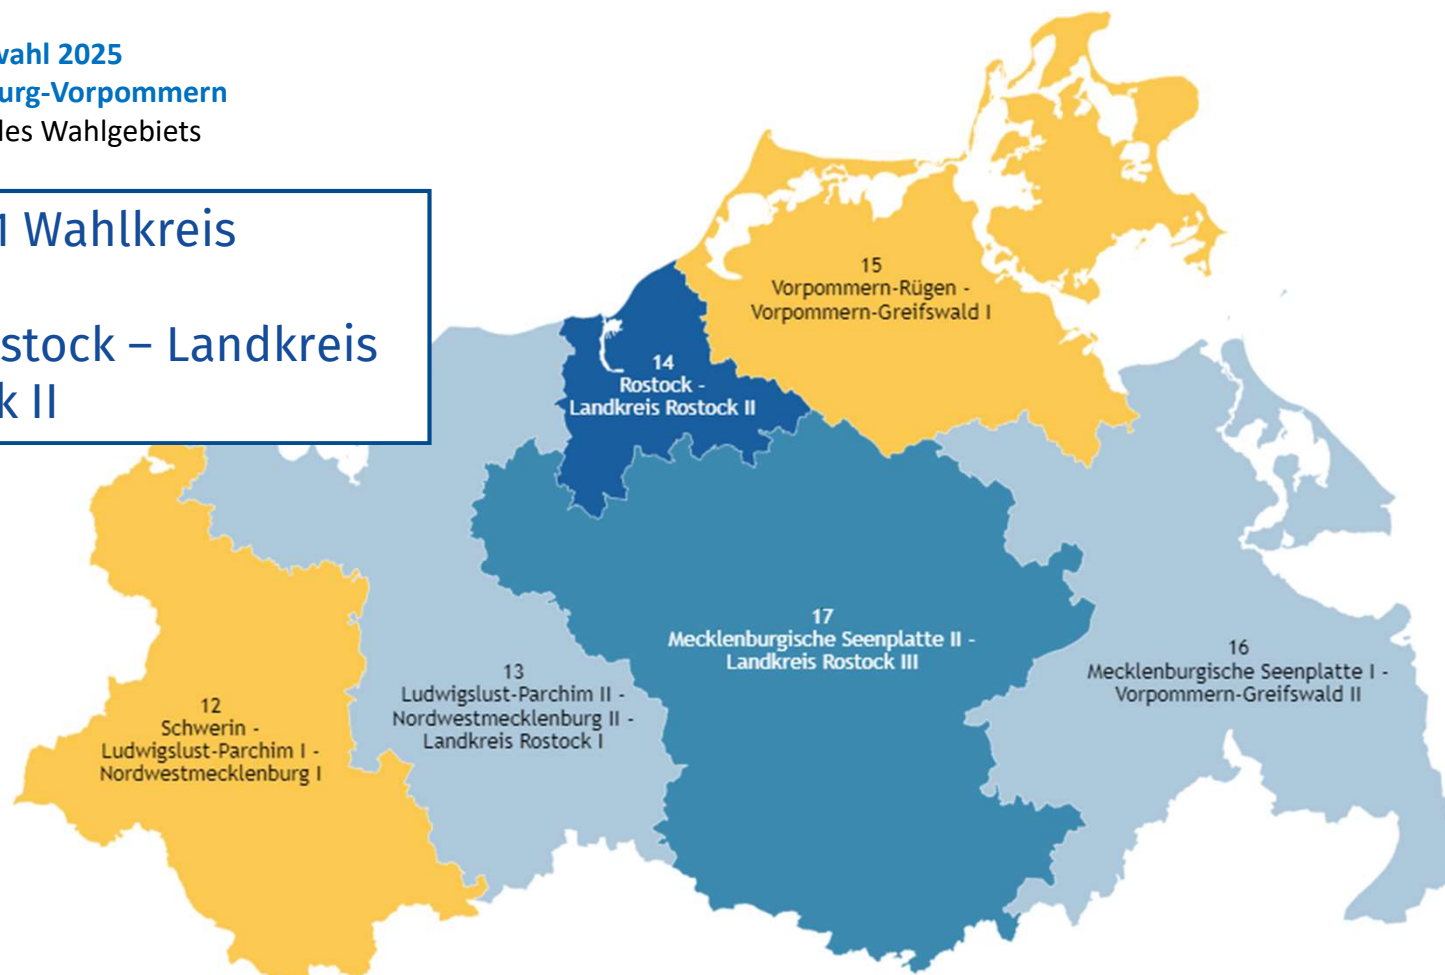 wahl 2025
urg-Vorpommern
des Wahlgebiets
1 Wahlkreis
stock – Landkreis
k II
15
Vorpommern-Rügen -
Vorpommern-Greifswald I
14
Rostock -
Landkreis Rostock II
17
Mecklenburgische Seenplatte II -
Landkreis Rostock III
16
Mecklenburgische Seenplatte I -
Vorpommern-Greifswald II
13
Ludwigslust-Parchim II -
Nordwestmecklenburg II -
Landkreis Rostock I
12
Schwerin -
Ludwigslust-Parchim I -
Nordwestmecklenburg I